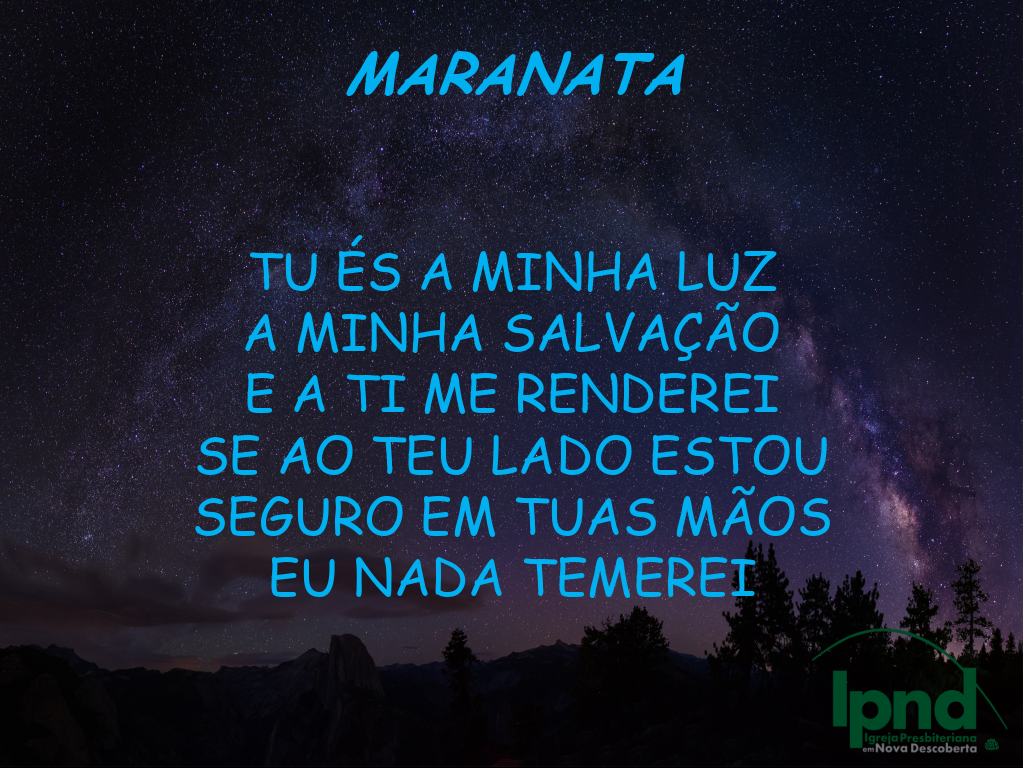 MARANATA
TU ÉS A MINHA LUZ
A MINHA SALVAÇÃO
E A TI ME RENDEREI
SE AO TEU LADO ESTOU
SEGURO EM TUAS MÃOS
EU NADA TEMEREI
Ipnd
Igreja Presbiteriana
em Nova Descoberta